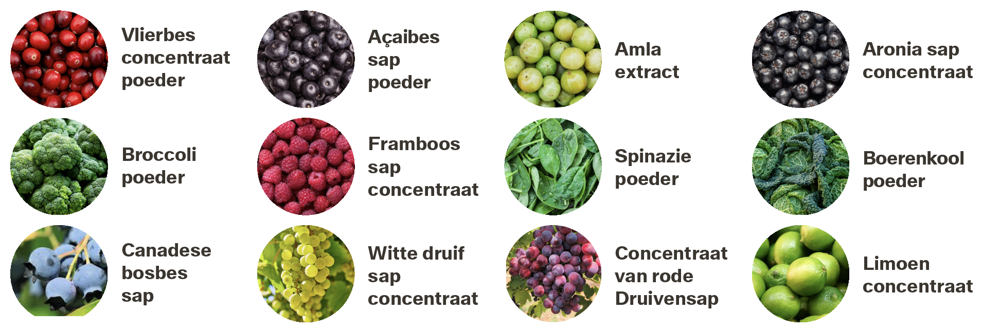 Vlierbes
concentraat
poeder
Açaibes
sap
poeder
Amla
extract
Aronia sap
concentraat
Broccoli
poeder
Framboos
sap
concentraat
Spinazie
poeder
Boerenkool
poeder
Canadese
bosbes
sap
Witte druif
sap
concentraat
Concentraat
van rode
Druivensap
Limoen
concentraat